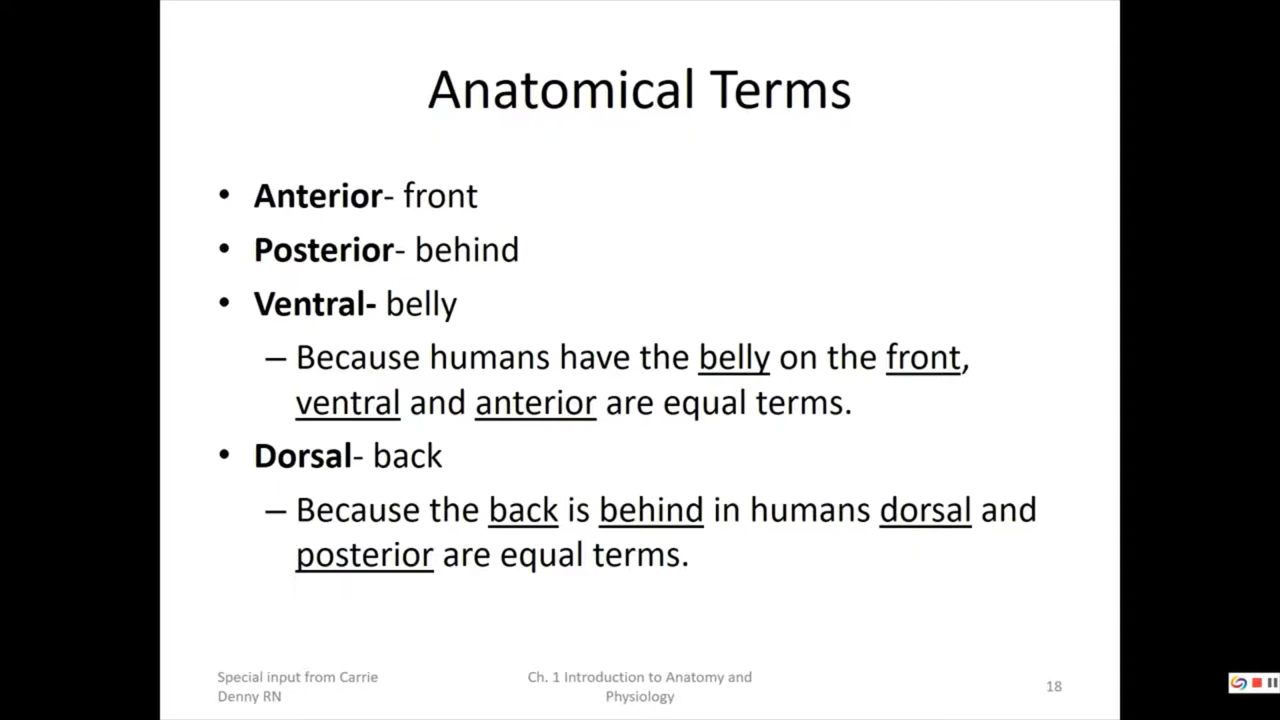 Anatomical Terms
• Anterior- front
• Posterior- behind
• Ventral- belly
– Because humans have the belly on the front,
ventral and anterior are equal terms.
• Dorsal- back
– Because the back is behind in humans dorsal and
posterior are equal terms.
Special input from Carrie
Denny RN
Ch. 1 Introduction to Anatomy and
Physiology
18